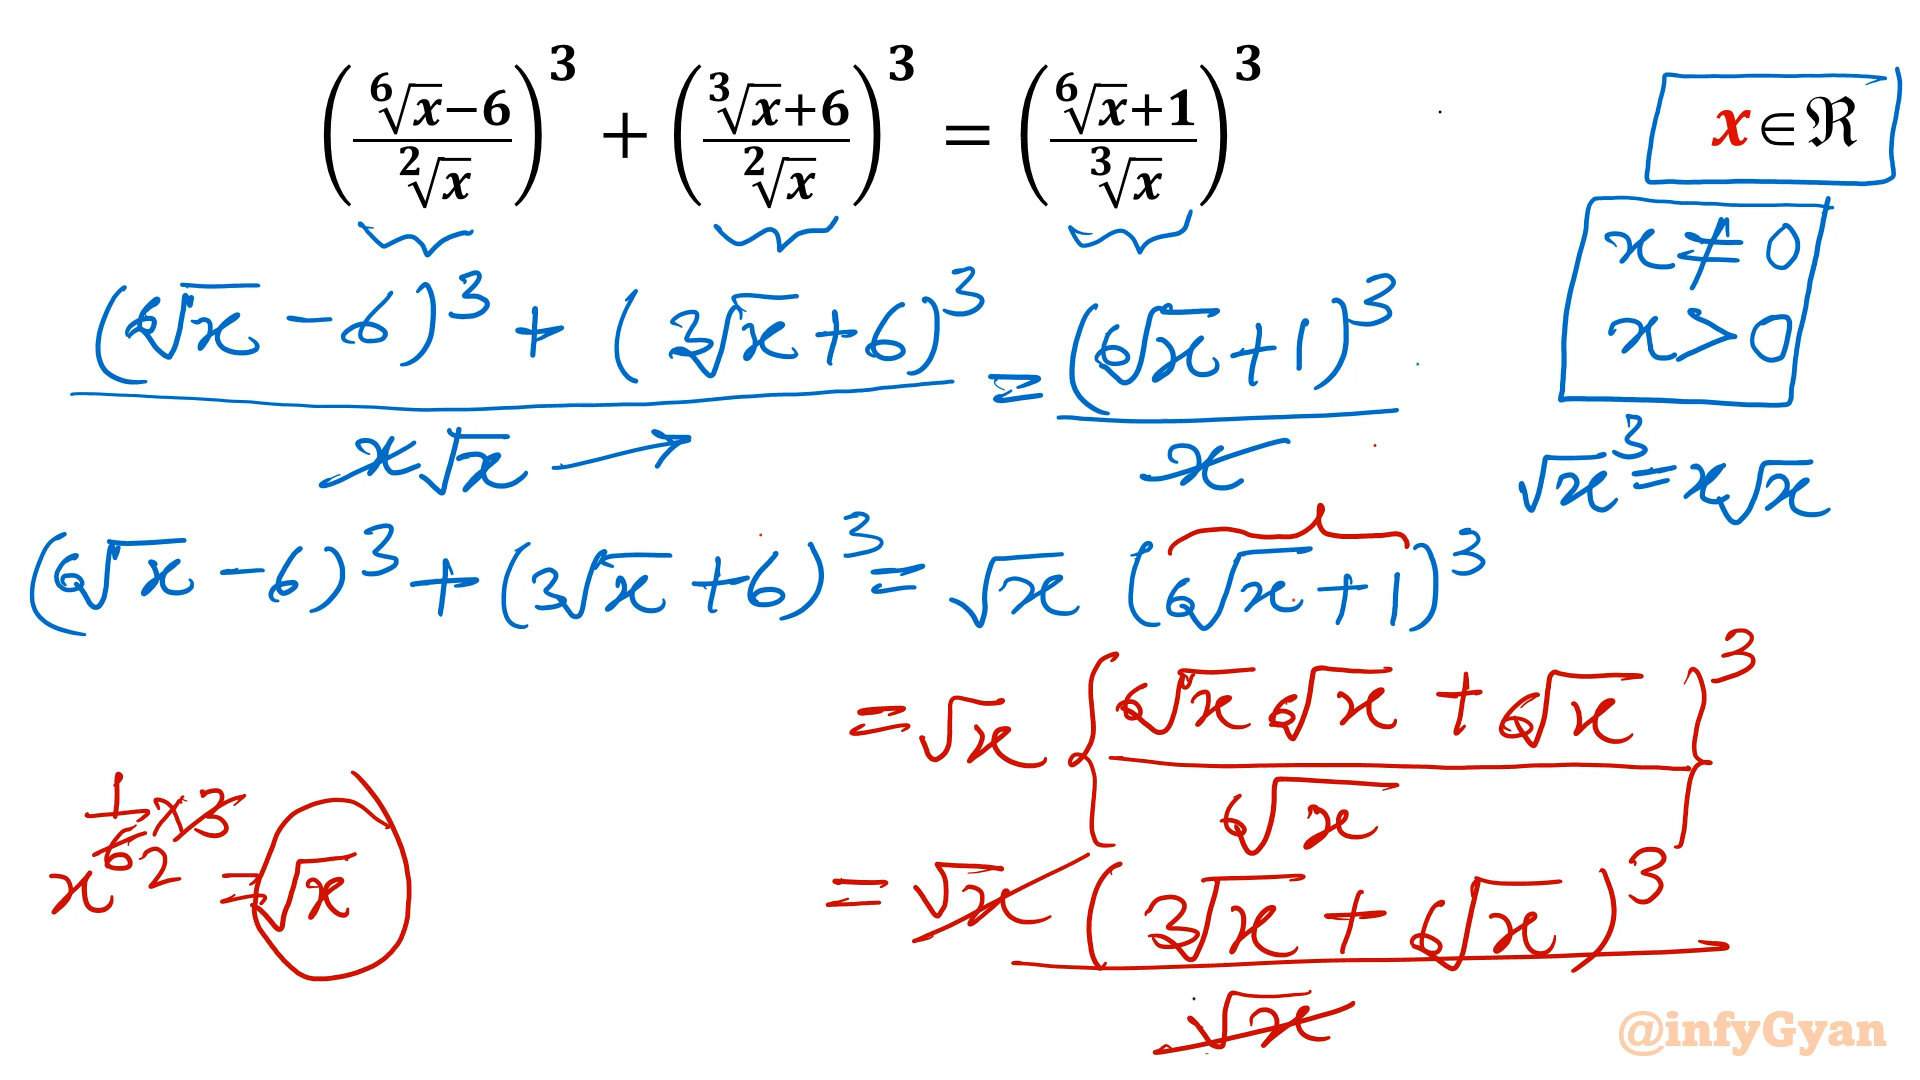 (⁶√x−6 / ²√x)³ + (³√x+6 / ²√x)³ = (⁶√x+1 / ³√x)³
x ∈ ℜ
x ≠ 0
x > 0
((⁶√x − 6)³ + (³√x + 6)³) / x√x = (⁶√x + 1)³ / x
√x³ = x√x
(⁶√x − 6)³ + (³√x + 6)³ = √x (⁶√x + 1)³
= √x {(⁶√x ⁶√x + ⁶√x) / ⁶√x}³
x^(1/6 × 3) 2 = √x
= √x (³√x + ⁶√x)³ / √x
@infyGyan